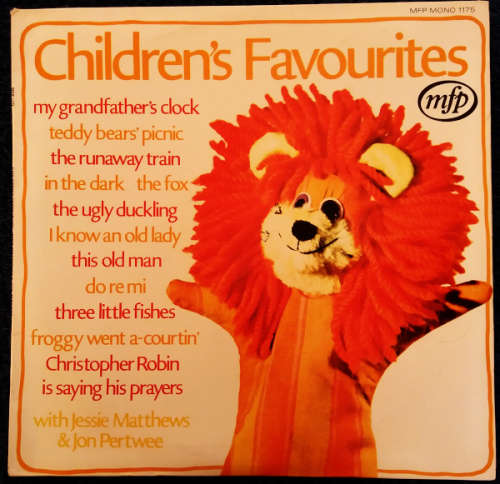 MFP MONO 1175
Children's Favourites
mfp
my grandfather's clock
teddy bears' picnic
the runaway train
in the dark the fox
the ugly duckling
I know an old lady
this old man
do re mi
three little fishes
froggy went a-courtin'
Christopher Robin
is saying his prayers
with Jessie Matthews
& Jon Pertwee